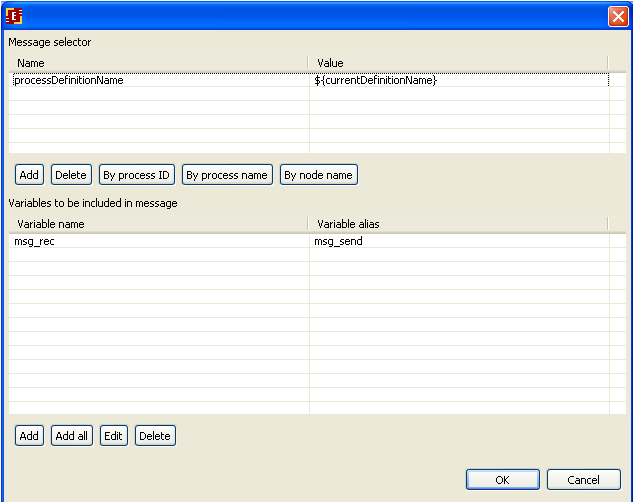 E
Message selector
Name Value
processDefinitionName ${currentDefinitionName}
Add Delete By process ID By process name By node name
Variables to be included in message
Variable name Variable alias
msg_rec msg_send
Add Add all Edit Delete
OK Cancel